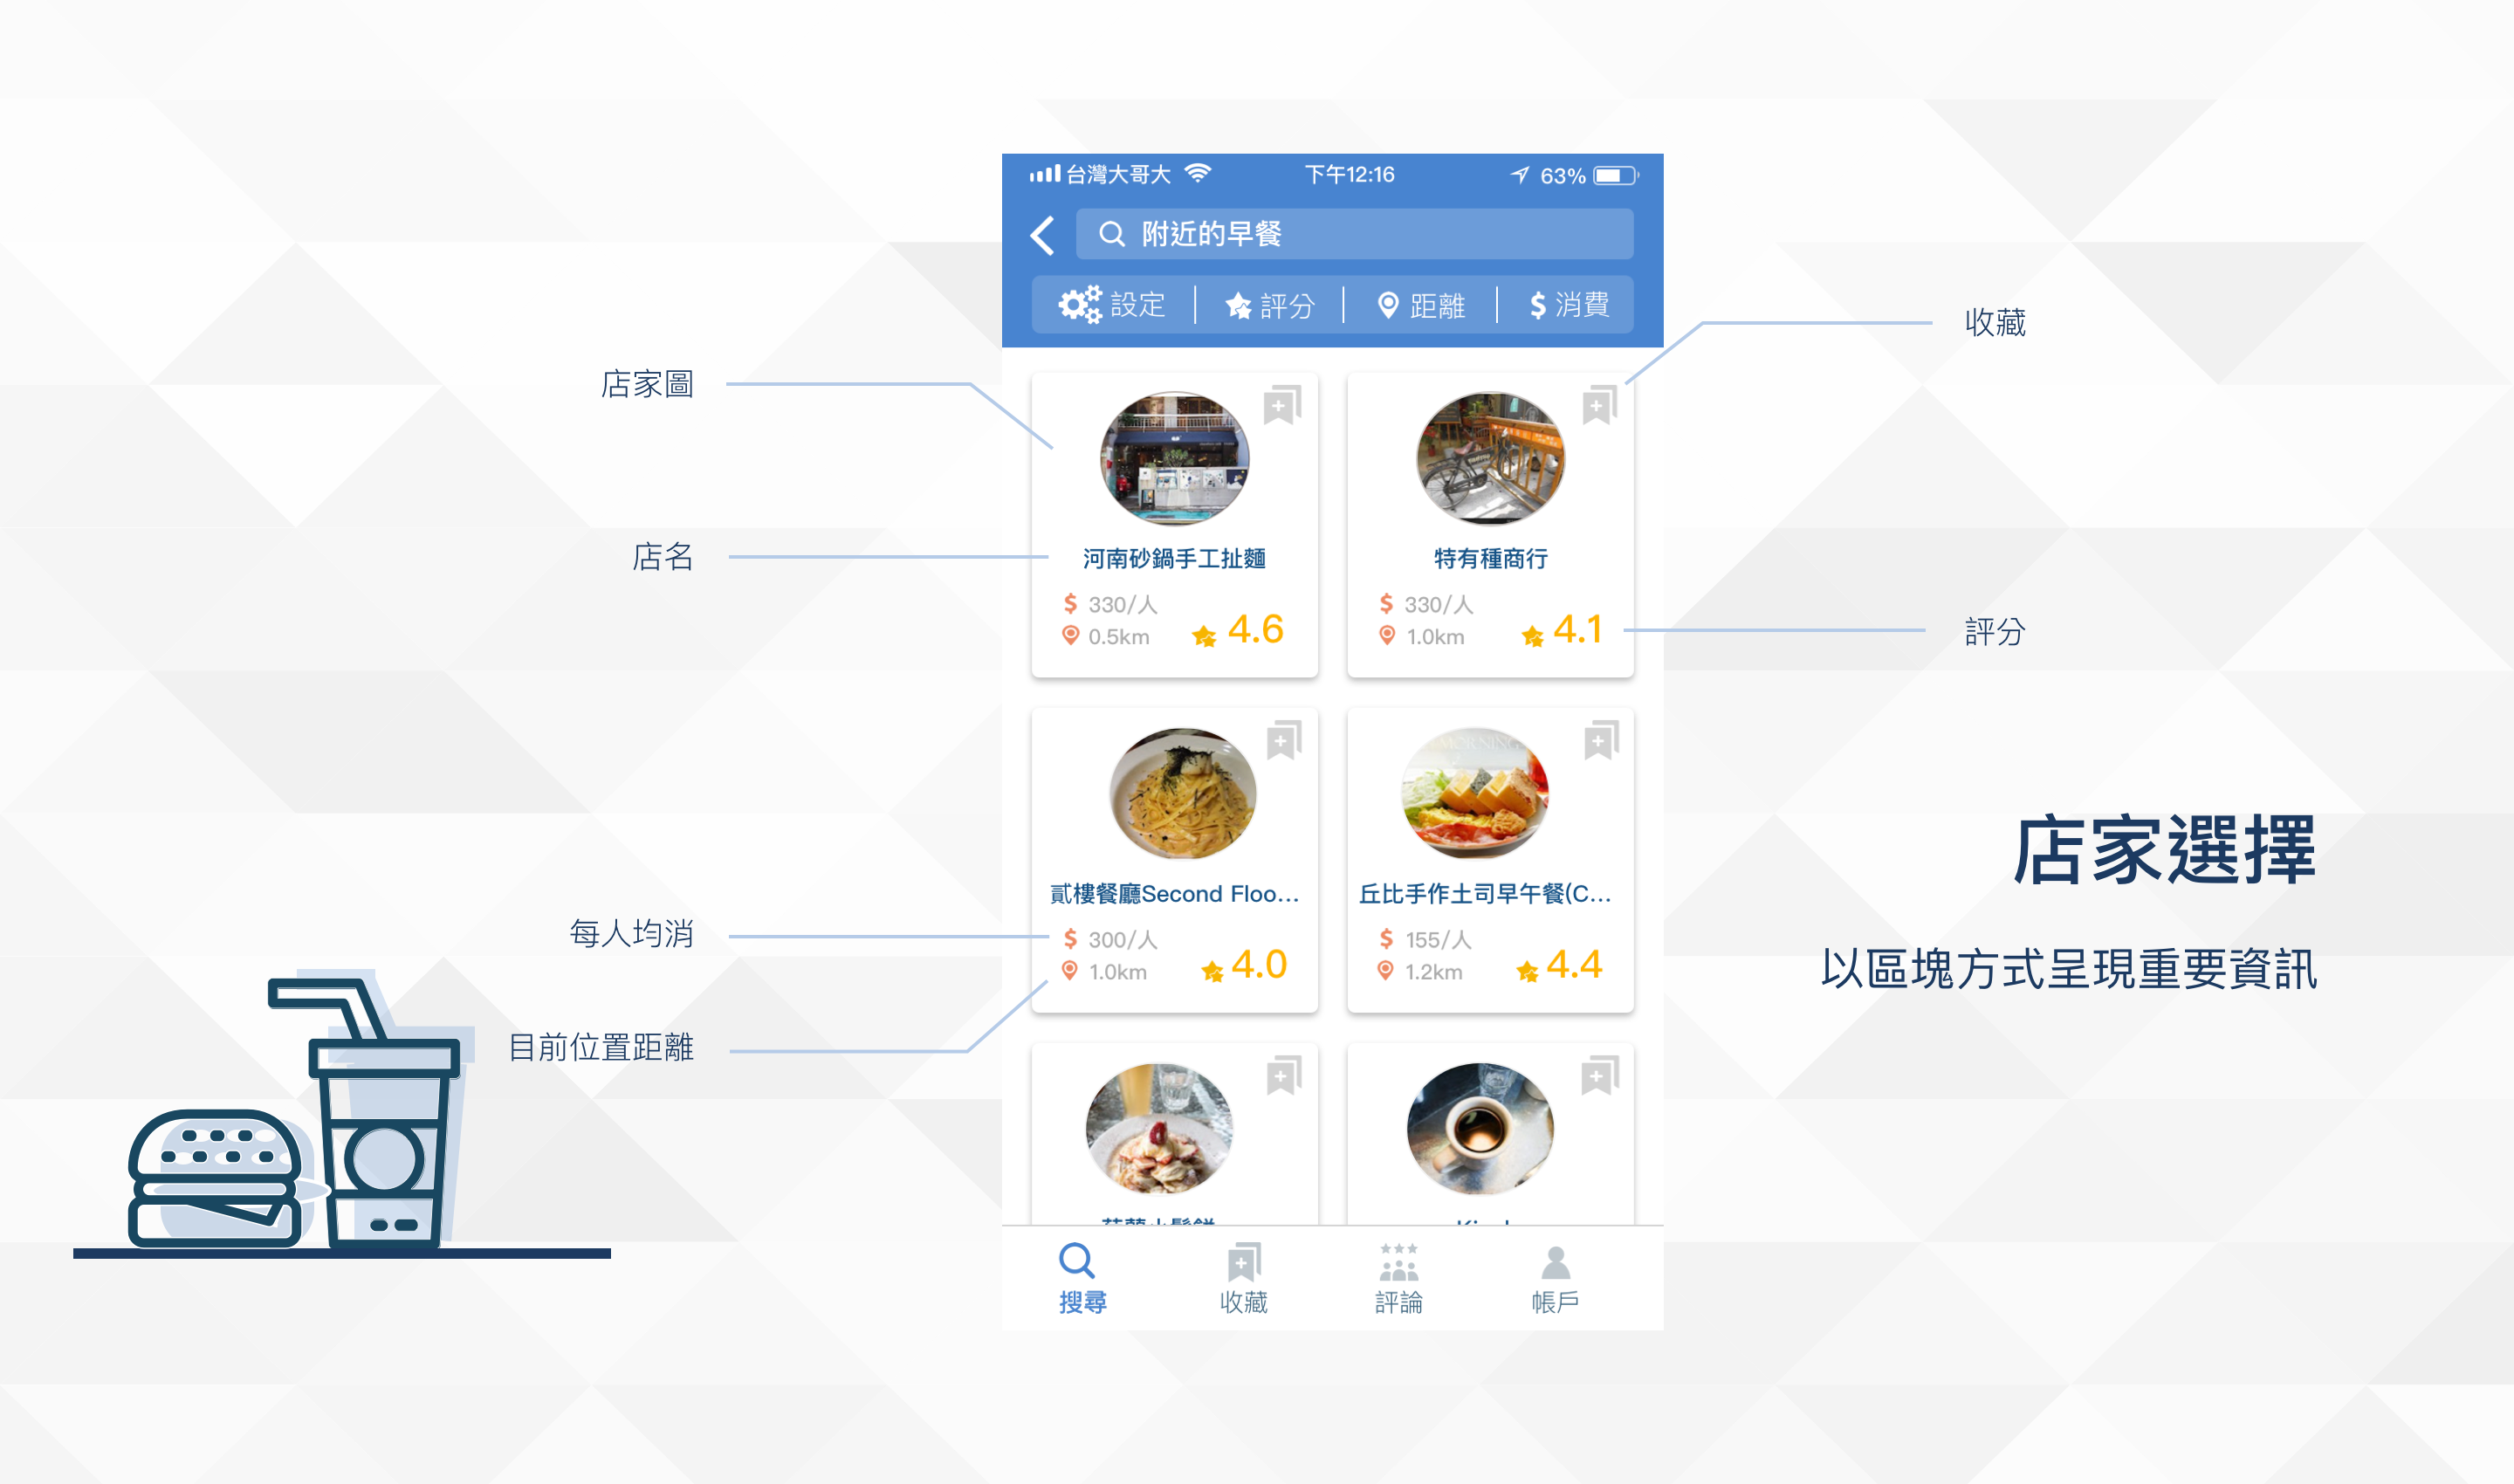 台灣大哥大 下午12:16 63%
附近的早餐
設定 評分 距離 消費
收藏
店家圖
店名
河南砂鍋手工扯麵 特有種商行
$ 330/人 $ 330/人
0.5km 4.6 1.0km 4.1
評分
MORNING
貳樓餐廳Second Floo... 丘比手作土司早午餐(C...
每人均消
$ 300/人 $ 155/人
1.0km 4.0 1.2km 4.4
目前位置距離
店家選擇
以區塊方式呈現重要資訊
搜尋 收藏 評論 帳戶